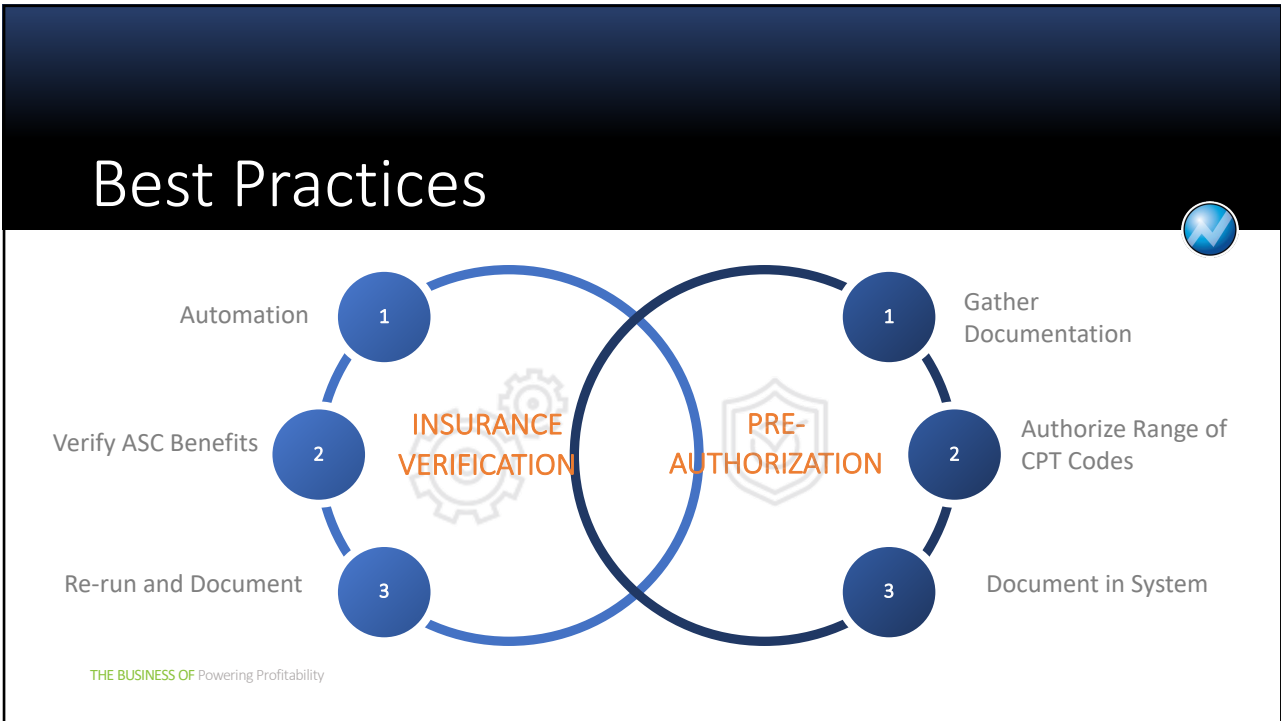 Best Practices
INSURANCE
VERIFICATION
1
Automation
2
Verify ASC Benefits
3
Re-run and Document
PRE-
AUTHORIZATION
1
Gather
Documentation
2
Authorize Range of
CPT Codes
3
Document in System
THE BUSINESS OF Powering Profitability